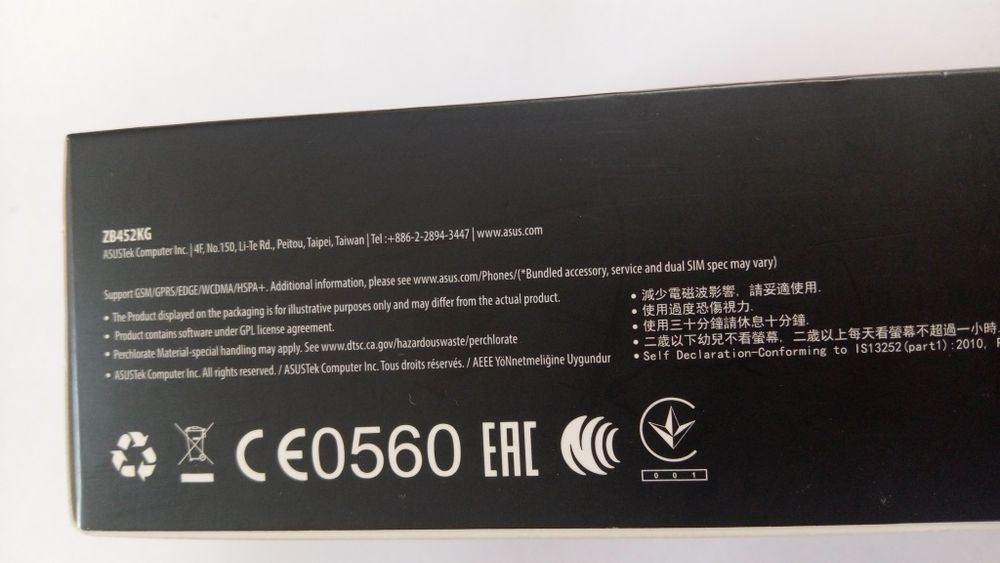 ZB452KG
ASUSTek Computer Inc. | 4F, No.150, Li-Te Rd., Peitou, Taipei, Taiwan | Tel :+886-2-2894-3447 | www.asus.com
Support GSM/GPRS/EDGE/WCDMA/HSPA+. Additional information, please see www.asus.com/Phones/(*Bundled accessory, service and dual SIM spec may vary)
• The Product displayed on the packaging is for illustrative purposes only and may differ from the actual product.
• Product contains software under GPL license agreement.
• Perchlorate Material-special handling may apply. See www.dtsc.ca.gov/hazardouswaste/perchlorate
• ASUSTek Computer Inc. All rights reserved. / ASUSTek Computer Inc. Tous droits réservés. / AEEE YöNnetmeliğine Uygundur
• 減少電磁波影響, 請妥適使用.
• 使用過度恐傷視力.
• 使用三十分鐘請休息十分鐘.
• 二歲以下幼兒不看螢幕, 二歲以上每天看螢幕不超過一小時.
• Self Declaration-Conforming to IS13252(part1):2010,
CE0560 EAC
001